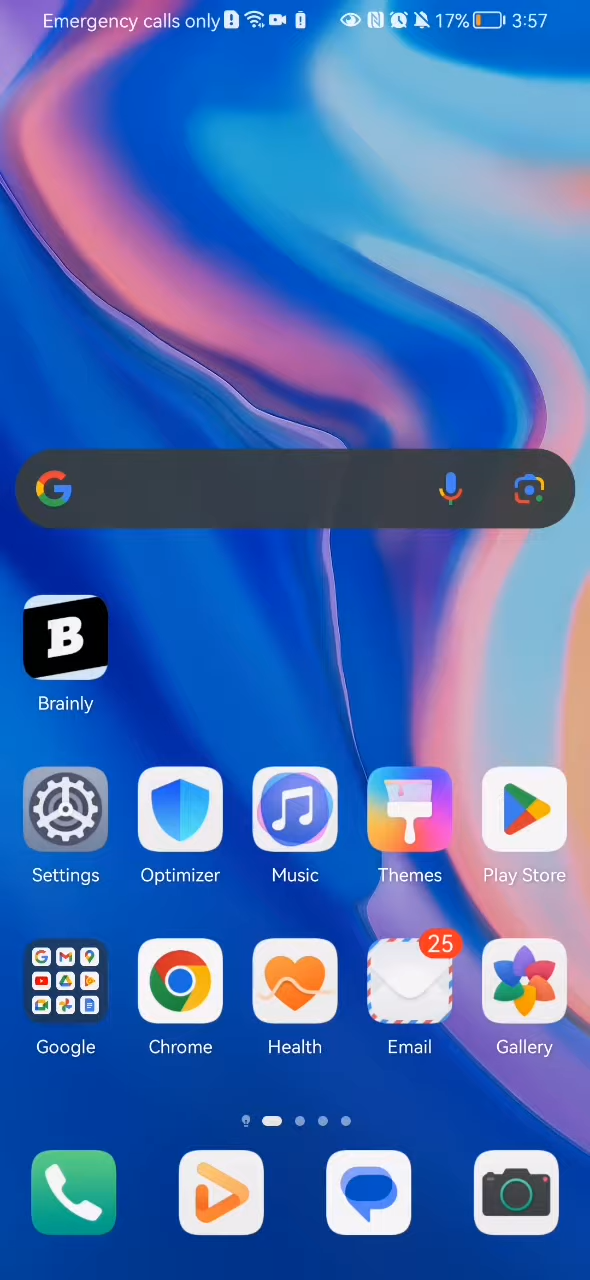 Emergency calls only 17% 3:57
B
Brainly
Settings Optimizer Music Themes Play Store
25
Google Chrome Health Email Gallery